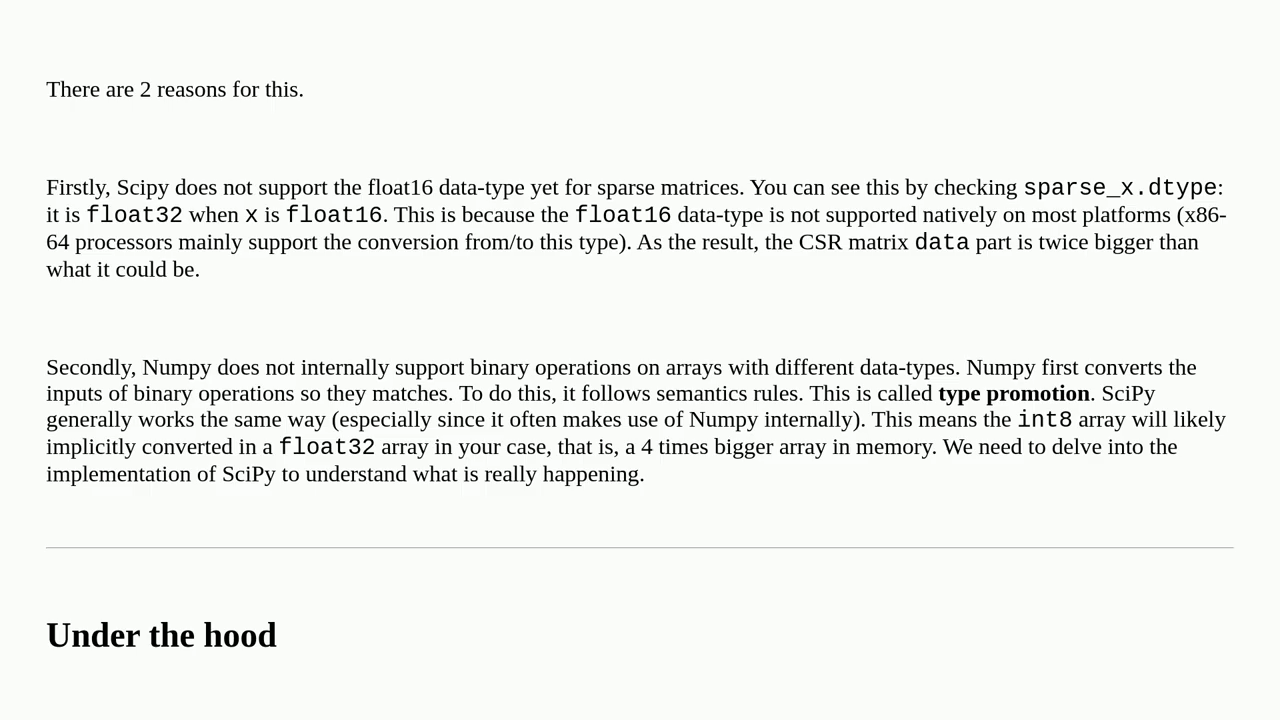 There are 2 reasons for this.
Firstly, Scipy does not support the float16 data-type yet for sparse matrices. You can see this by checking sparse_x.dtype:
it is float32 when x is float16. This is because the float16 data-type is not supported natively on most platforms (x86-
64 processors mainly support the conversion from/to this type). As the result, the CSR matrix data part is twice bigger than
what it could be.
Secondly, Numpy does not internally support binary operations on arrays with different data-types. Numpy first converts the
inputs of binary operations so they matches. To do this, it follows semantics rules. This is called type promotion. SciPy
generally works the same way (especially since it often makes use of Numpy internally). This means the int8 array will likely
implicitly converted in a float32 array in your case, that is, a 4 times bigger array in memory. We need to delve into the
implementation of SciPy to understand what is really happening.
Under the hood